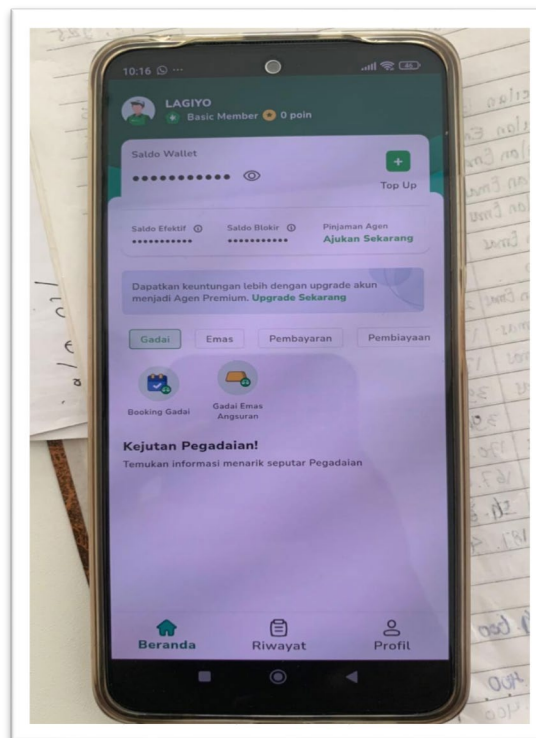 10:16
LAGIYO
Basic Member 0 poin
Saldo Wallet
Top Up
Saldo Efektif Saldo Blokir Pinjaman Agen
Ajukan Sekarang
Dapatkan keuntungan lebih dengan upgrade akun
menjadi Agen Premium. Upgrade Sekarang
Gadai Emas Pembayaran Pembiayaan
Booking Gadai Gadai Emas
Angsuran
Kejutan Pegadaian!
Temukan informasi menarik seputar Pegadaian
Beranda Riwayat Profil